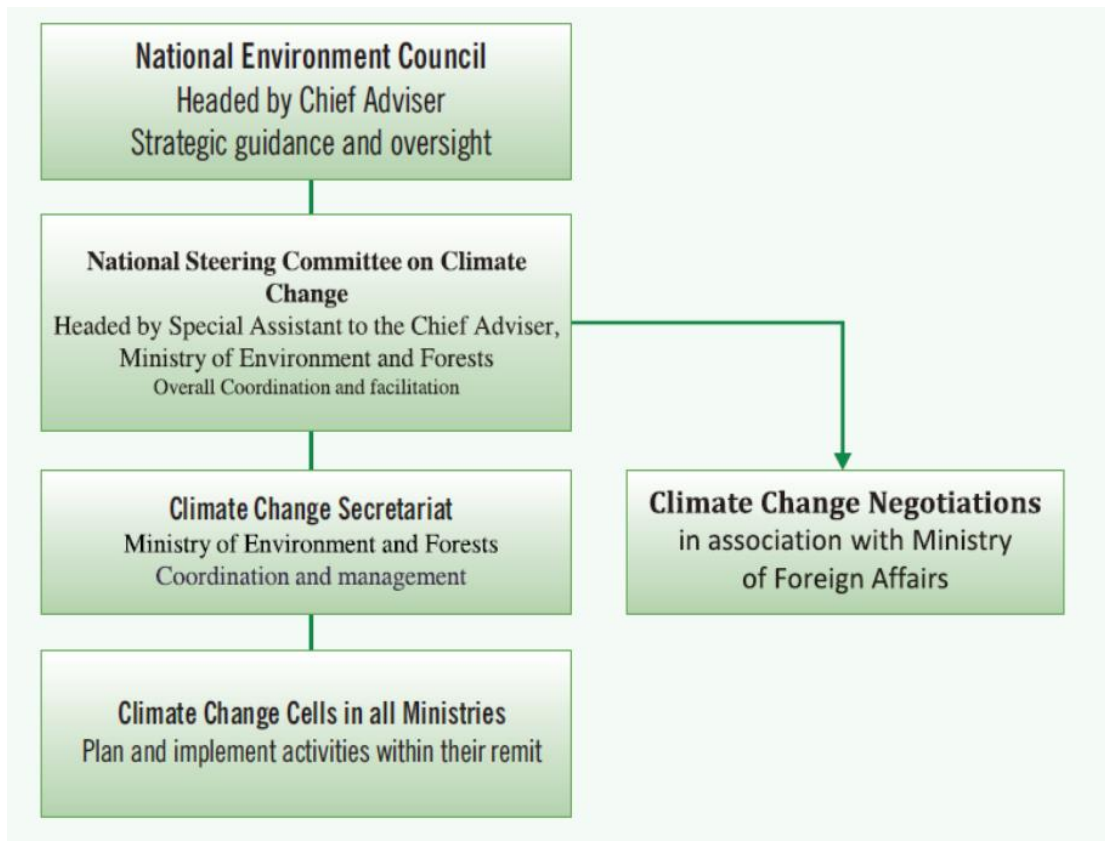 National Environment Council
Headed by Chief Adviser
Strategic guidance and oversight
National Steering Committee on Climate
Change
Headed by Special Assistant to the Chief Adviser,
Ministry of Environment and Forests
Overall Coordination and facilitation
Climate Change Secretariat
Ministry of Environment and Forests
Coordination and management
Climate Change Negotiations
in association with Ministry
of Foreign Affairs
Climate Change Cells in all Ministries
Plan and implement activities within their remit